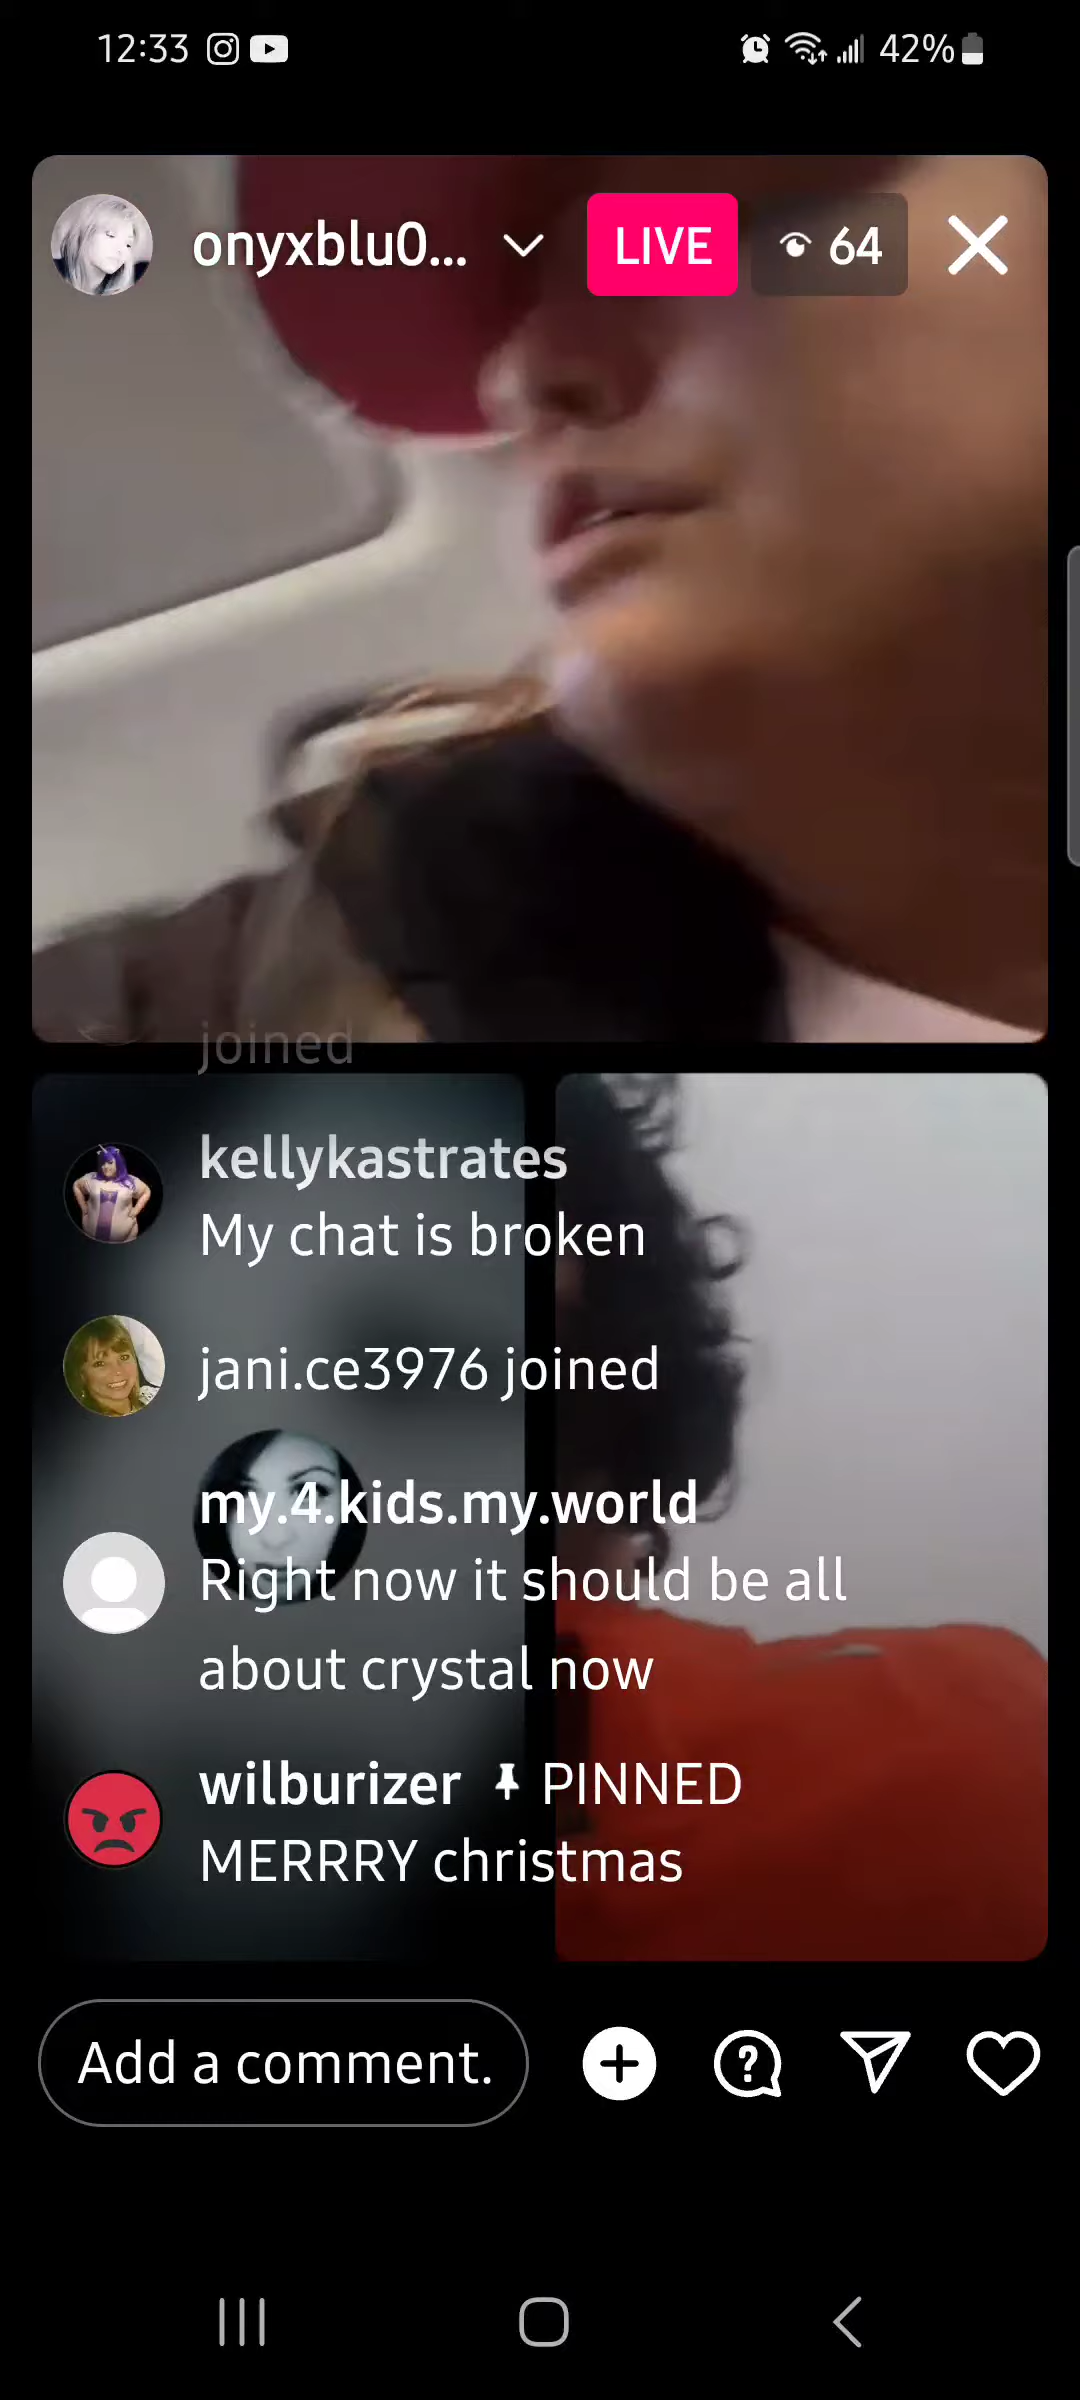 12:33
42%
onyxblu0...
LIVE
64
joined
kellykastrates
My chat is broken
jani.ce3976 joined
my.4.kids.my.world
Right now it should be all
about crystal now
wilburizer PINNED
MERRRY christmas
Add a comment.